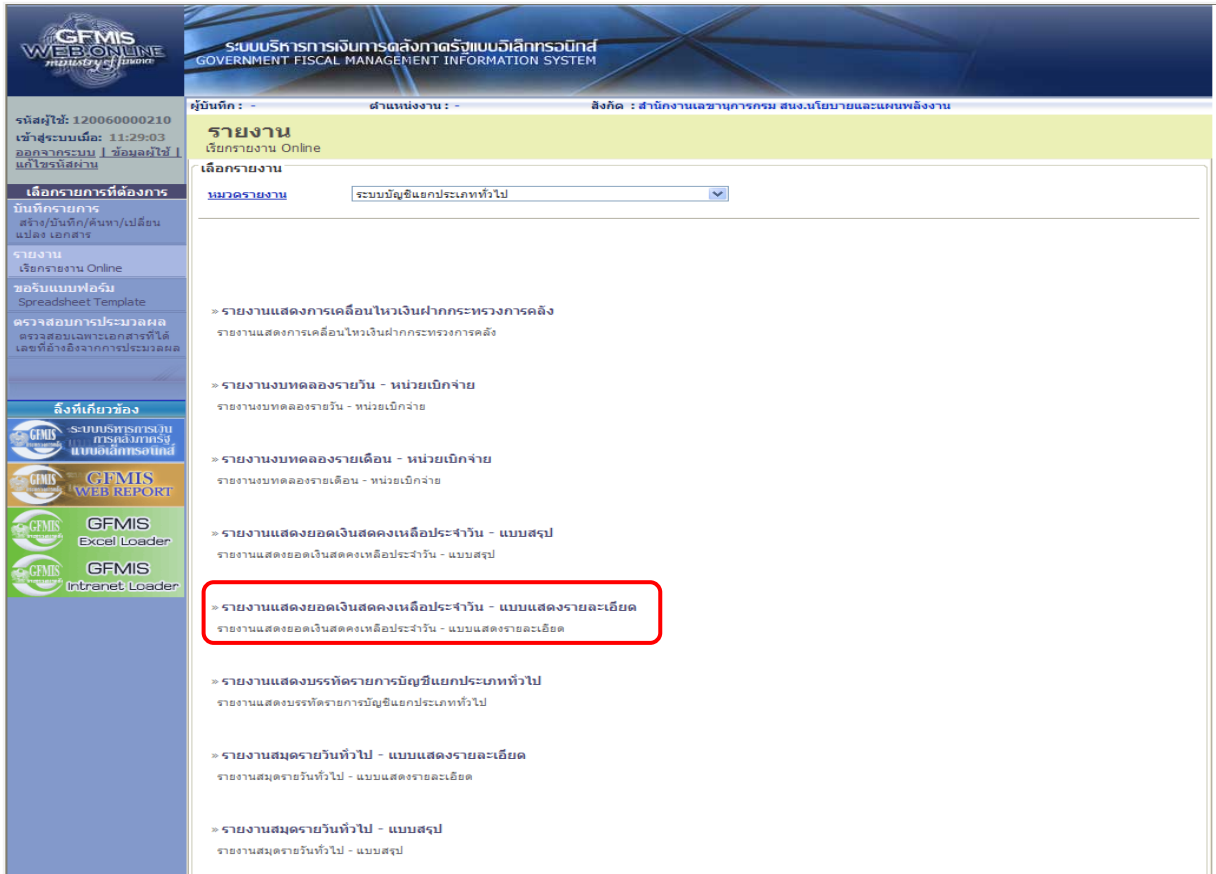 GFMIS
WEB ONLINE
ministry of finance
ระบบบริหารการเงินการคลังภาครัฐแบบอิเล็กทรอนิกส์
GOVERNMENT FISCAL MANAGEMENT INFORMATION SYSTEM
ผู้บันทึก : - ตำแหน่งงาน : - สังกัด : สำนักงานเลขานุการกรม สนง.นโยบายและแผนพลังงาน
รหัสผู้ใช้: 120060000210
เข้าสู่ระบบเมื่อ: 11:29:03
ออกจากระบบ | ข้อมูลผู้ใช้ |
แก้ไขรหัสผ่าน
เลือกรายการที่ต้องการ
บันทึกรายการ
สร้าง/บันทึก/ค้นหา/เปลี่ยน
แปลง เอกสาร
รายงาน
เรียกรายงาน Online
ขอรับแบบฟอร์ม
Spreadsheet Template
ตรวจสอบการประมวลผล
ตรวจสอบเฉพาะเอกสารที่ได้
เลขที่อ้างอิงจากการประมวลผล
ลิ้งที่เกี่ยวข้อง
GFMIS
ระบบบริหารการเงิน
การคลังภาครัฐ
แบบอิเล็กทรอนิกส์
GFMIS
GFMIS
WEB REPORT
GFMIS
GFMIS
Excel Loader
GFMIS
GFMIS
Intranet Loader
รายงาน
เรียกรายงาน Online
เลือกรายงาน
หมวดรายงาน ระบบบัญชีแยกประเภททั่วไป
» รายงานแสดงการเคลื่อนไหวเงินฝากกระทรวงการคลัง
รายงานแสดงการเคลื่อนไหวเงินฝากกระทรวงการคลัง
» รายงานงบทดลองรายวัน - หน่วยเบิกจ่าย
รายงานงบทดลองรายวัน - หน่วยเบิกจ่าย
» รายงานงบทดลองรายเดือน - หน่วยเบิกจ่าย
รายงานงบทดลองรายเดือน - หน่วยเบิกจ่าย
» รายงานแสดงยอดเงินสดคงเหลือประจำวัน - แบบสรุป
รายงานแสดงยอดเงินสดคงเหลือประจำวัน - แบบสรุป
» รายงานแสดงยอดเงินสดคงเหลือประจำวัน - แบบแสดงรายละเอียด
รายงานแสดงยอดเงินสดคงเหลือประจำวัน - แบบแสดงรายละเอียด
» รายงานแสดงบรรทัดรายการบัญชีแยกประเภททั่วไป
รายงานแสดงบรรทัดรายการบัญชีแยกประเภททั่วไป
» รายงานสมุดรายวันทั่วไป - แบบแสดงรายละเอียด
รายงานสมุดรายวันทั่วไป - แบบแสดงรายละเอียด
» รายงานสมุดรายวันทั่วไป - แบบสรุป
รายงานสมุดรายวันทั่วไป - แบบสรุป